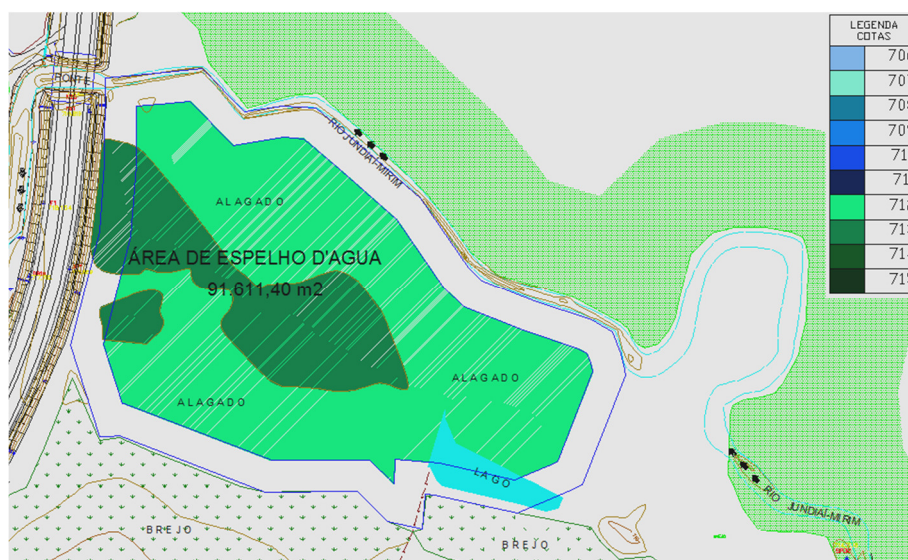 LEGENDA
COTAS
PONTE
RIO JUNDIAÍ-MIRIM
ALAGADO
ÁREA DE ESPELHO D'AGUA
91.611,40 m2
ALAGADO
ALAGADO
LAGO
RIO JUNDIAÍ-MIRIM
BREJO
BREJO